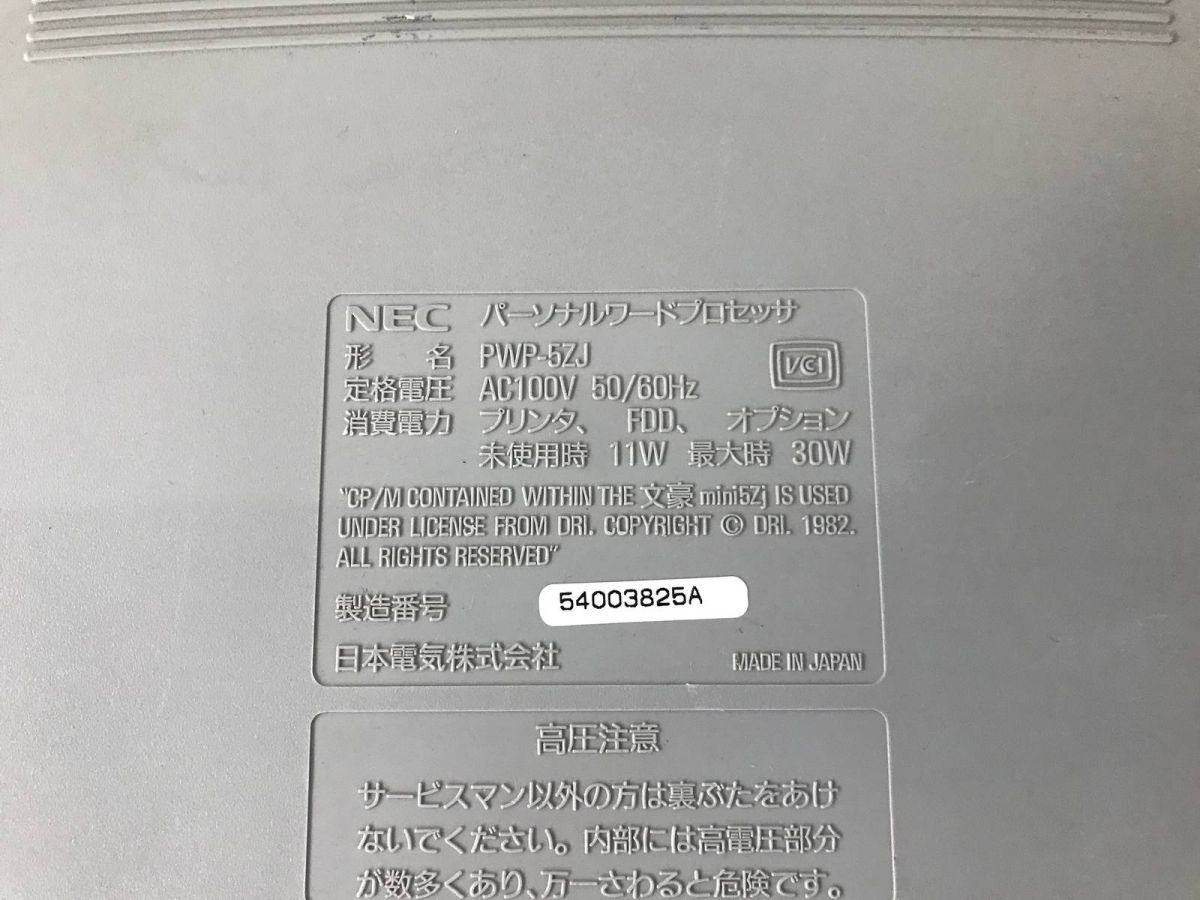 NEC パーソナルワードプロセッサ
形 名 PWP-5ZJ
VCI
定格電圧 AC100V 50/60Hz
消費電力 プリンタ、 FDD、 オプション
未使用時 11W 最大時 30W
"CP/M CONTAINED WITHIN THE 文豪 mini5Zj IS USED
UNDER LICENSE FROM DRI. COPYRIGHT © DRI. 1982.
ALL RIGHTS RESERVED"
製造番号 54003825A
日本電気株式会社 MADE IN JAPAN
高圧注意
サービスマン以外の方は裏ぶたをあけ
ないでください。内部には高電圧部分
が数多くあり、万一さわると危険です。